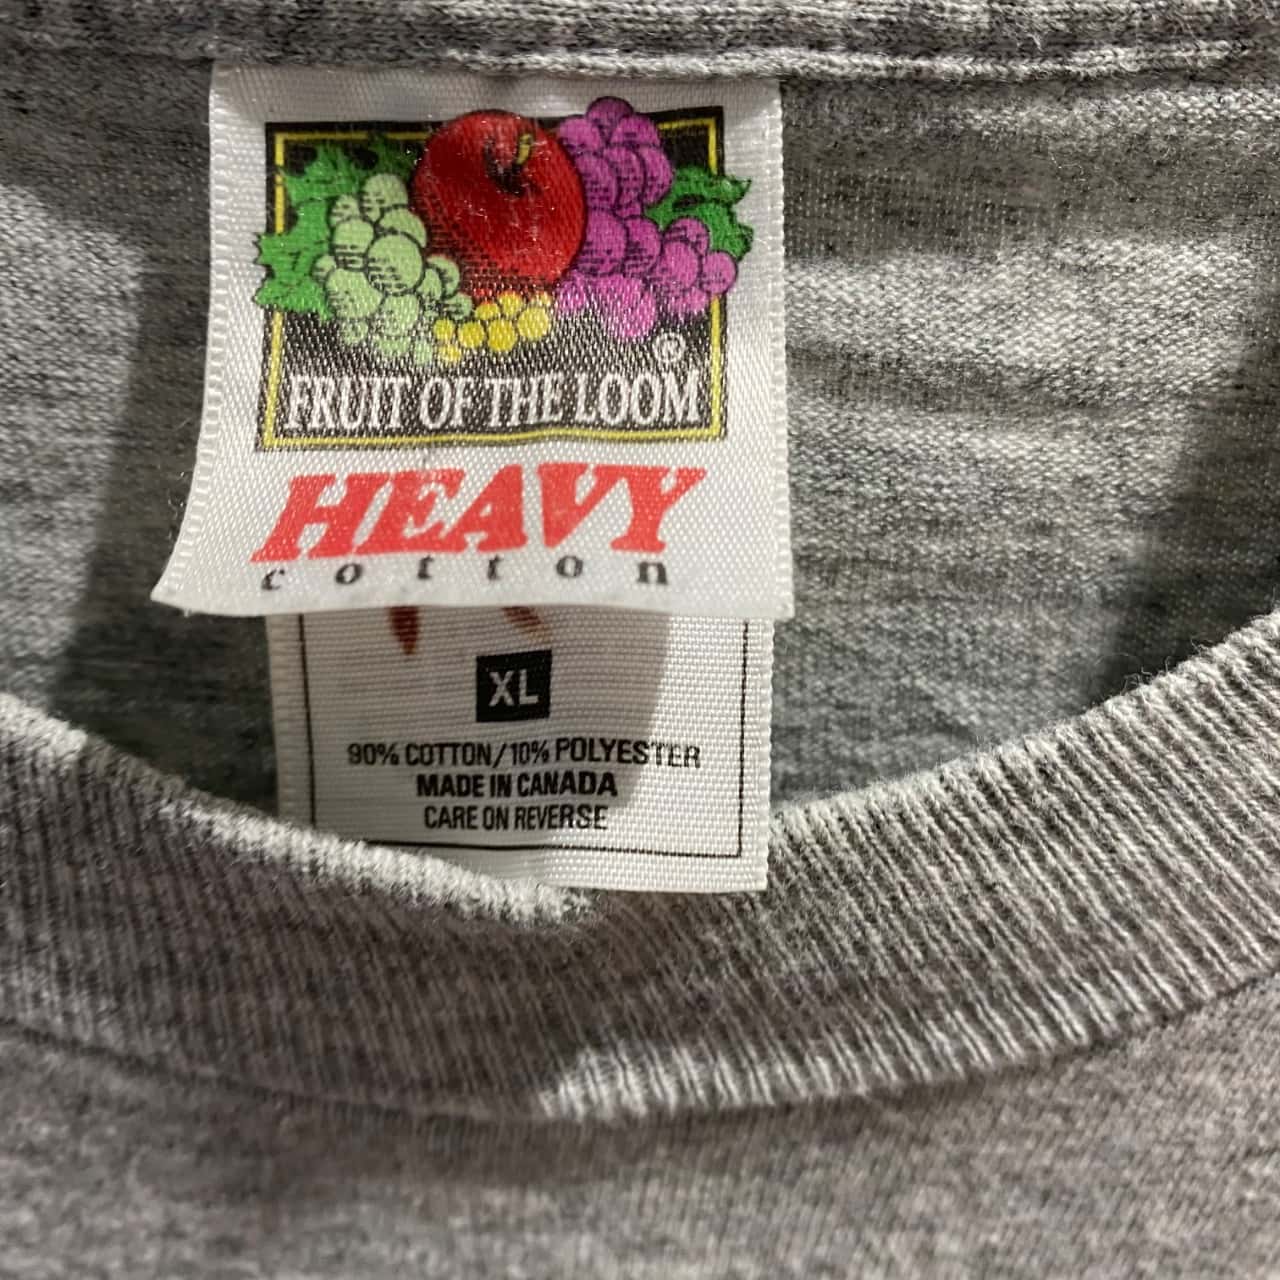 ®
FRUIT OF THE LOOM
HEAVY
cotton
XL
90% COTTON/10% POLYESTER
MADE IN CANADA
CARE ON REVERSE